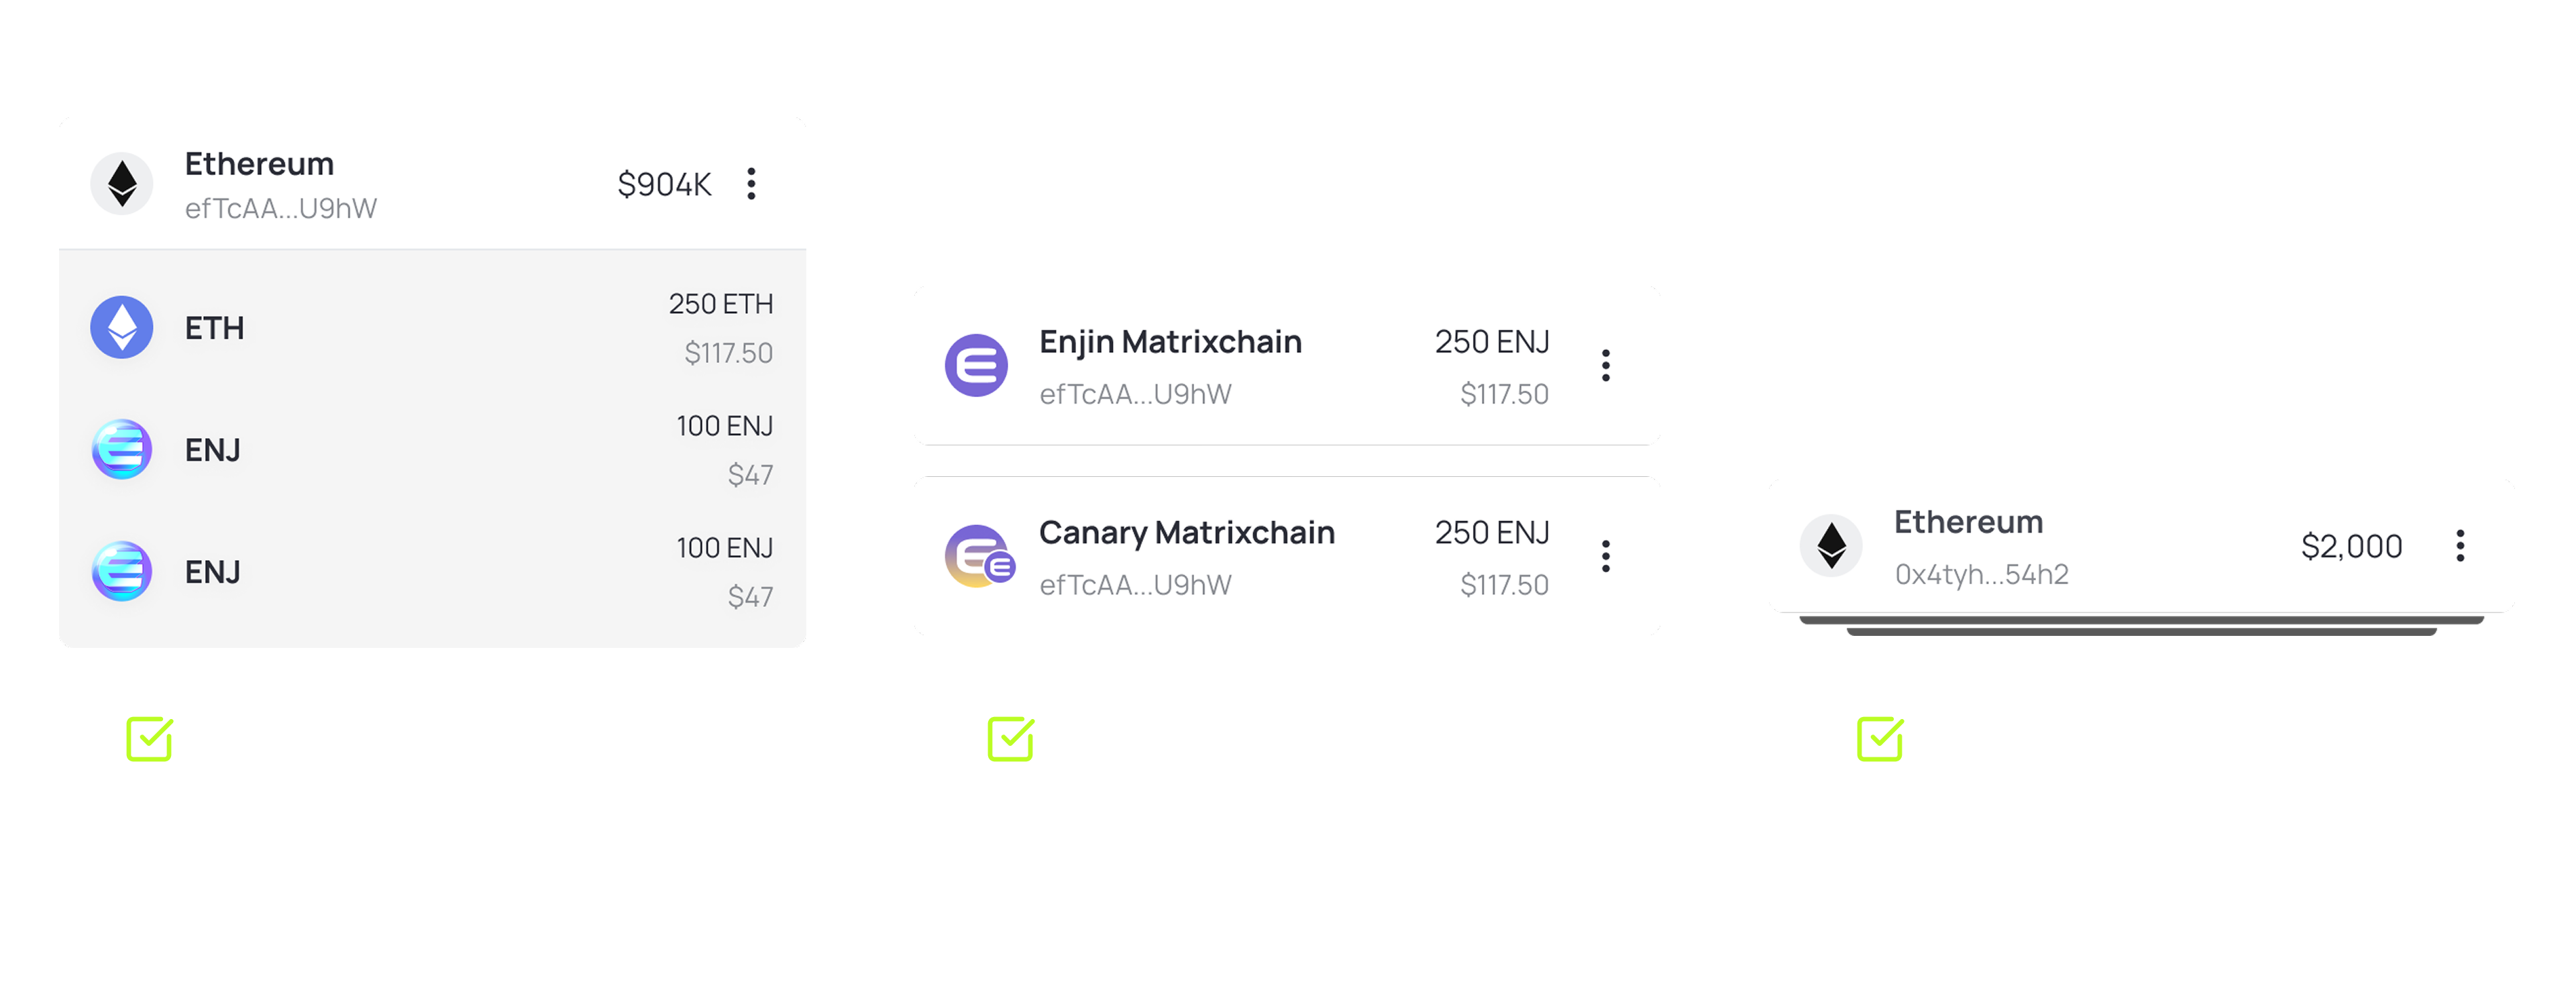 Ethereum
efTcAA...U9hW
$904K
ETH
250 ETH
$117.50
ENJ
100 ENJ
$47
ENJ
100 ENJ
$47
Enjin Matrixchain
efTcAA...U9hW
250 ENJ
$117.50
Canary Matrixchain
efTcAA...U9hW
250 ENJ
$117.50
Ethereum
0x4tyh...54h2
$2,000